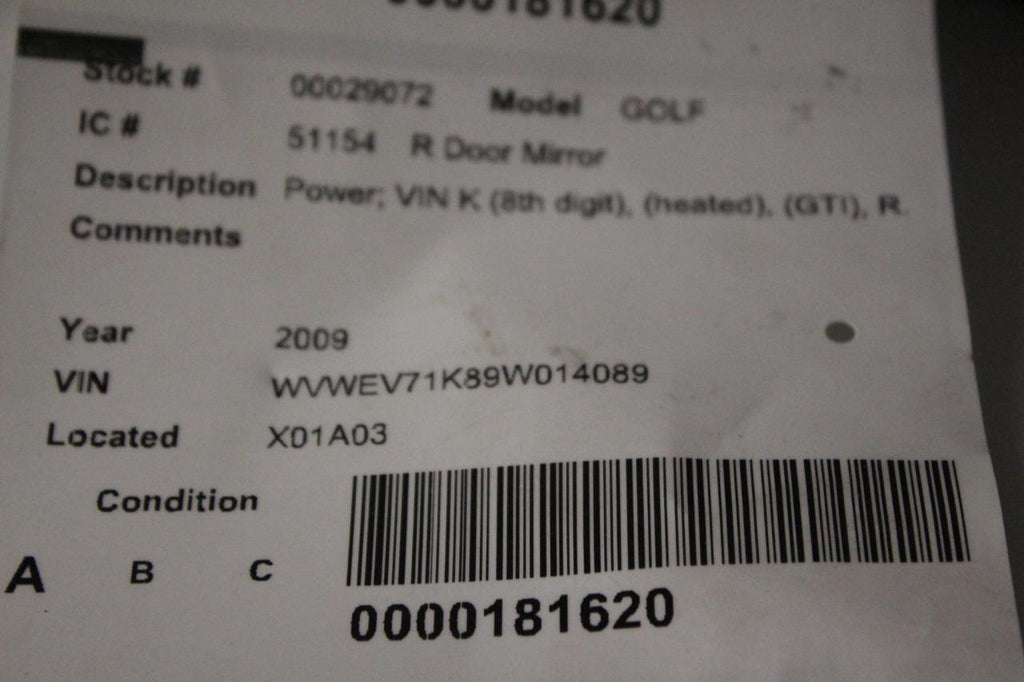 0000181620
Stock # 00029072 Model GOLF
IC # 51154 R Door Mirror
Description Power; VIN K (8th digit), (heated), (GTI), R.
Comments
Year 2009
VIN WVWEV71K89W014089
Located X01A03
Condition
A B C
0000181620